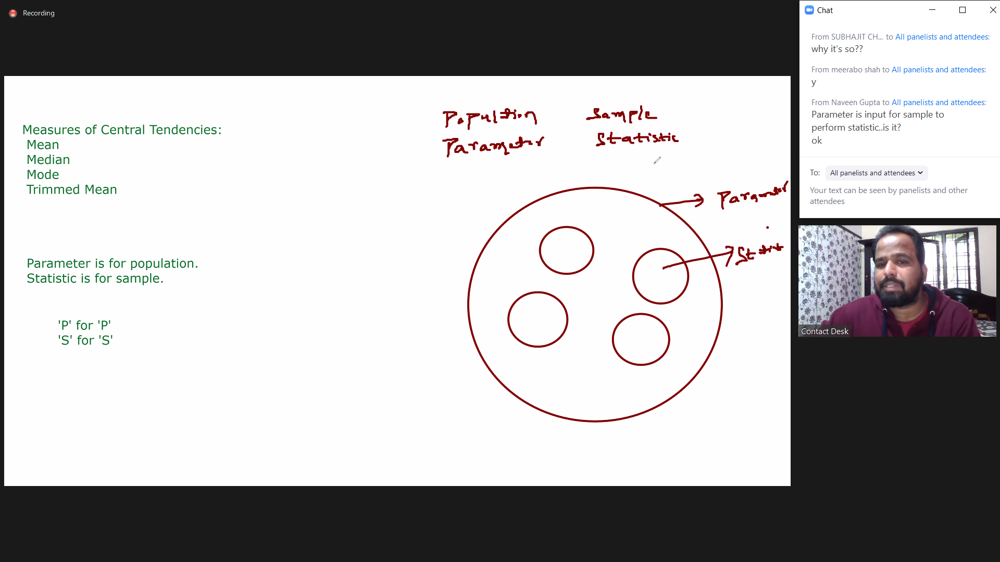 Recording
Measures of Central Tendencies:
Mean
Median
Mode
Trimmed Mean
Parameter is for population.
Statistic is for sample.
'P' for 'P'
'S' for 'S'
Popultion Sample
Parameter Statistic
Parameter
Chat
From SUBHAJIT CH... to All panelists and attendees:
why it's so??
From meerabo shah to All panelists and attendees:
y
From Naveen Gupta to All panelists and attendees:
Parameter is input for sample to
perform statistic..is it?
ok
To: All panelists and attendees
Your text can be seen by panelists and other
attendees
Contact Desk